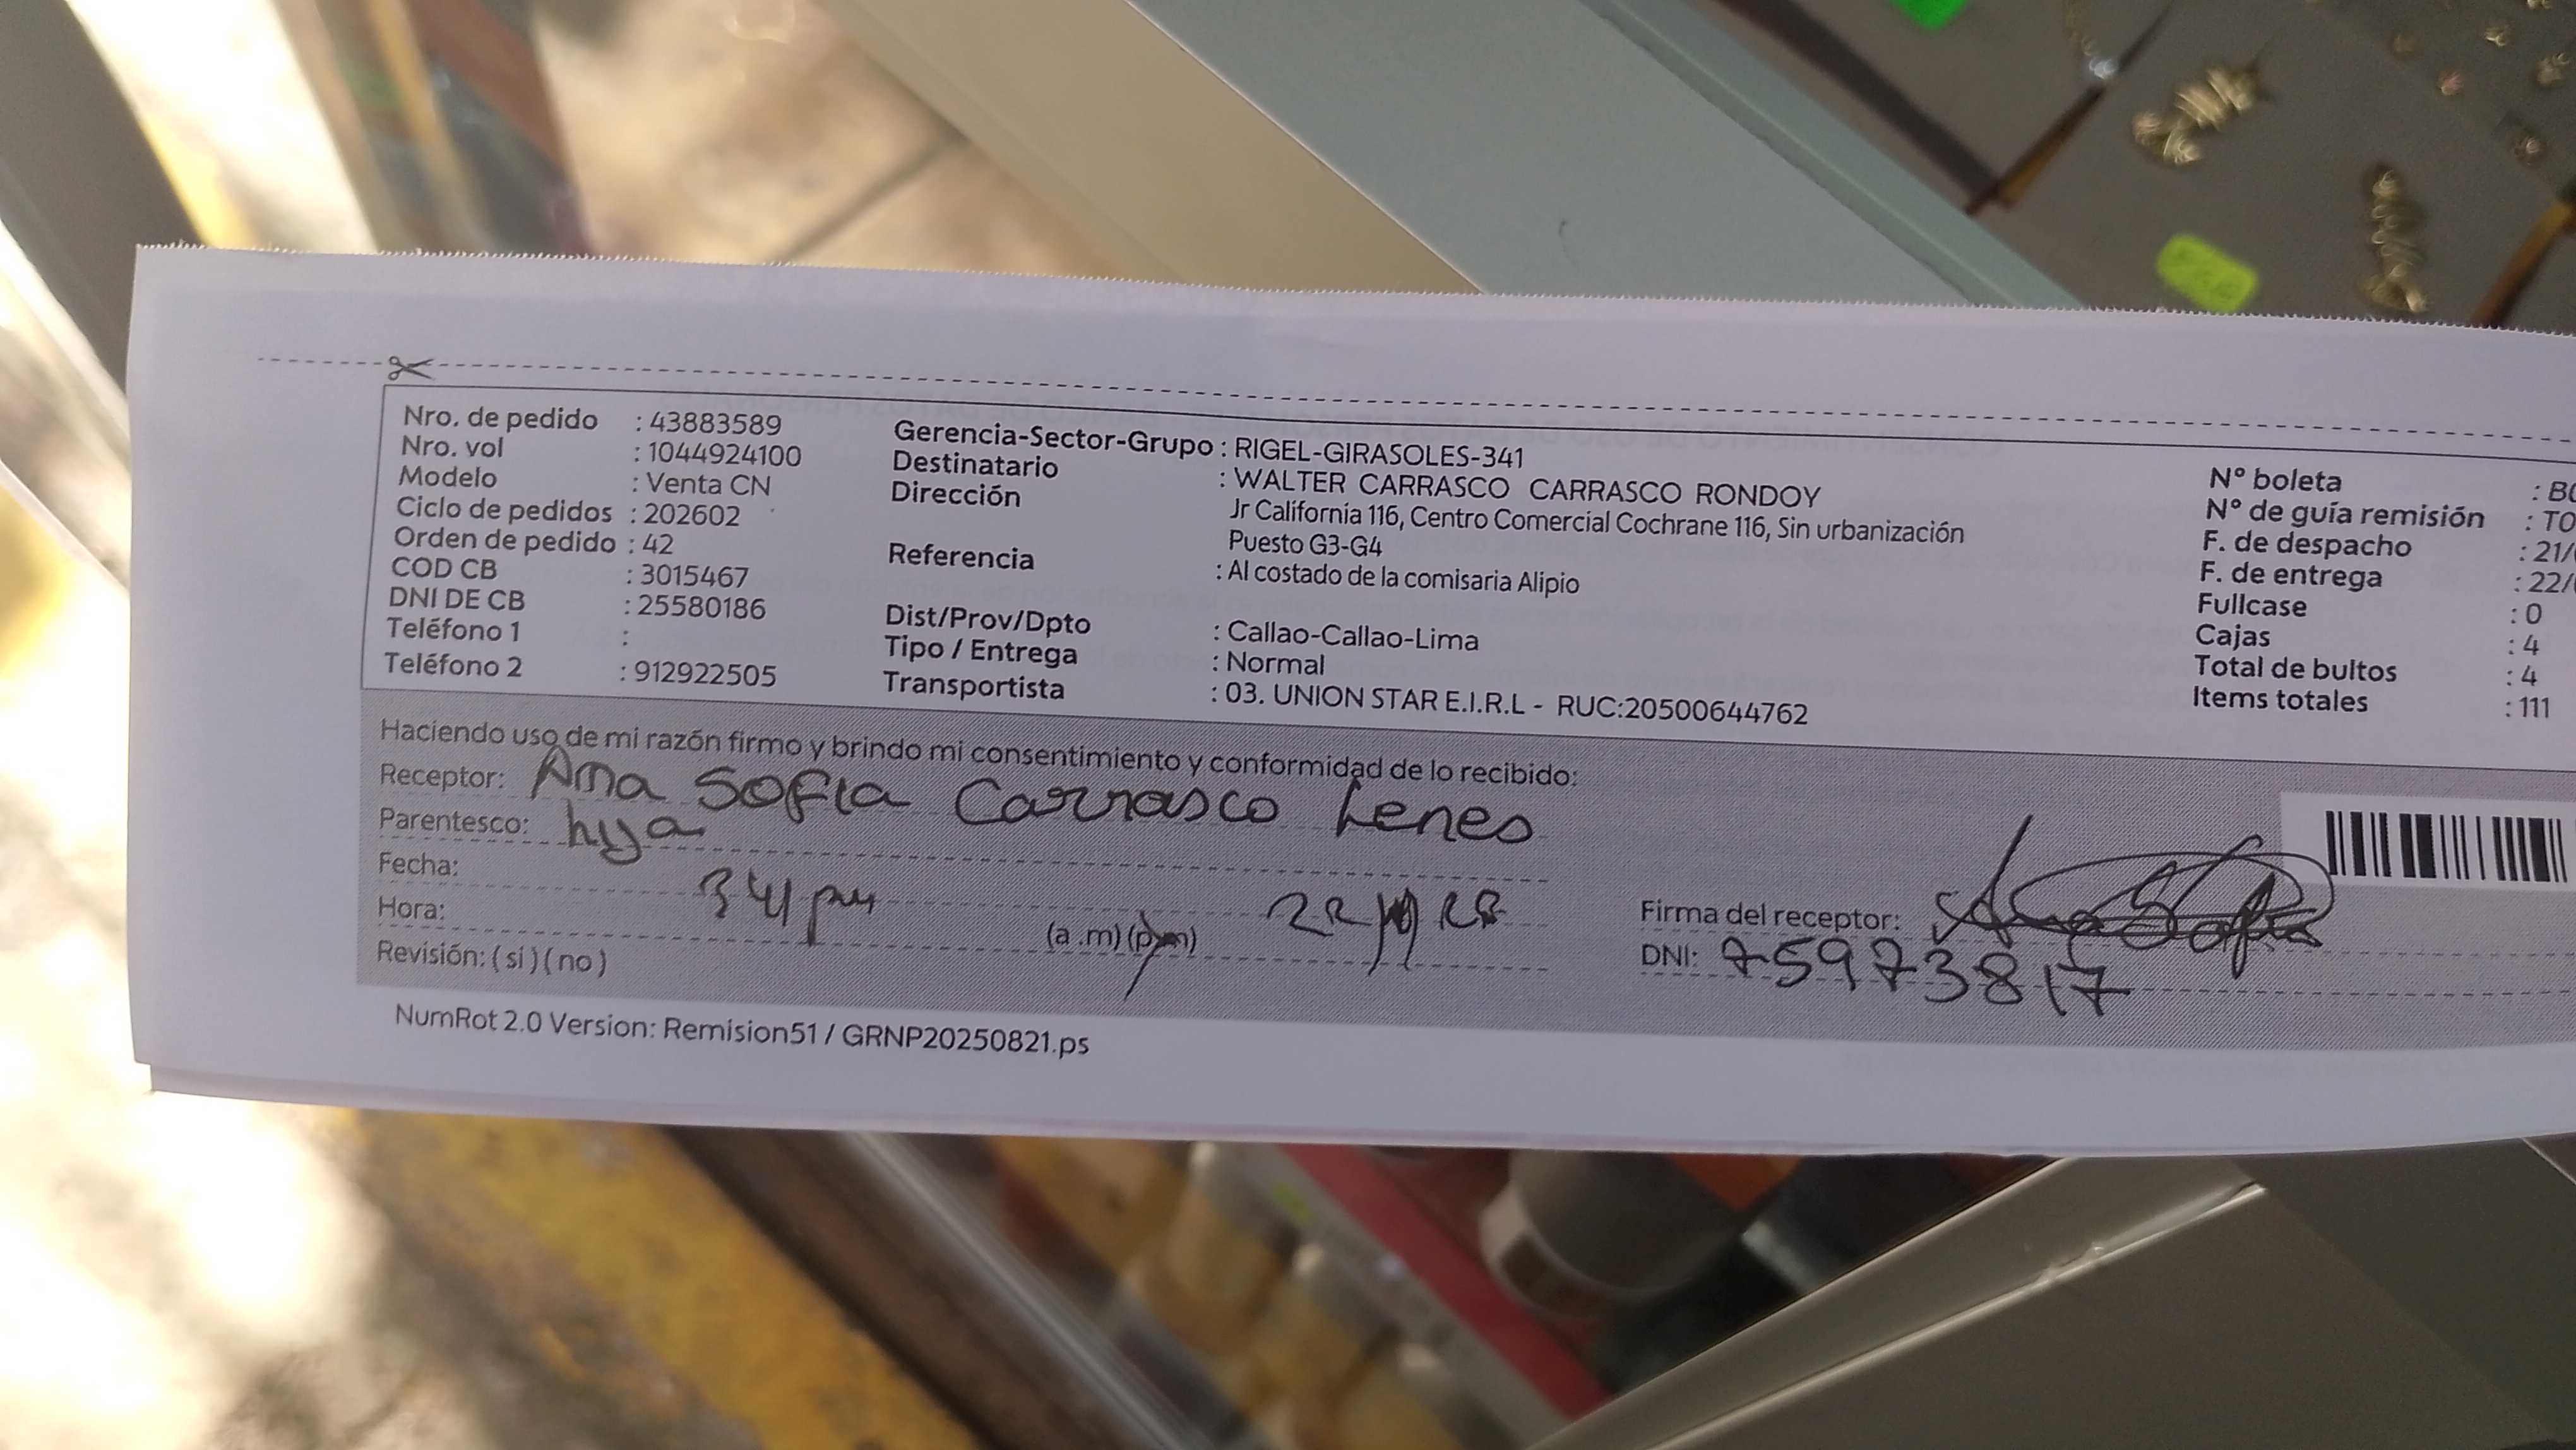 Nro. de pedido : 43883589
Nro. vol : 1044924100
Modelo : Venta CN
Ciclo de pedidos : 202602
Orden de pedido : 42
COD CB : 3015467
DNI DE CB : 25580186
Teléfono 1 :
Teléfono 2 : 912922505
Gerencia-Sector-Grupo : RIGEL-GIRASOLES-341
Destinatario : WALTER CARRASCO CARRASCO RONDOY
Dirección Jr California 116, Centro Comercial Cochrane 116, Sin urbanización
Puesto G3-G4
Referencia : Al costado de la comisaria Alipio
Dist/Prov/Dpto : Callao-Callao-Lima
Tipo / Entrega : Normal
Transportista : 03. UNION STAR E.I.R.L - RUC:20500644762
N° boleta :
N° de guía remisión : T0
F. de despacho : 21/
F. de entrega : 22/
Fullcase : 0
Cajas : 4
Total de bultos : 4
Items totales : 111
Haciendo uso de mi razón firmo y brindo mi consentimiento y conformidad de lo recibido:
Receptor: Ana Sofia Carrasco
Parentesco: hija
Fecha:
Hora: (a .m) (p.m)
Revisión: ( si ) ( no )
Firma del receptor:
DNI: 75973817
NumRot 2.0 Version: Remision51 / GRNP20250821.ps